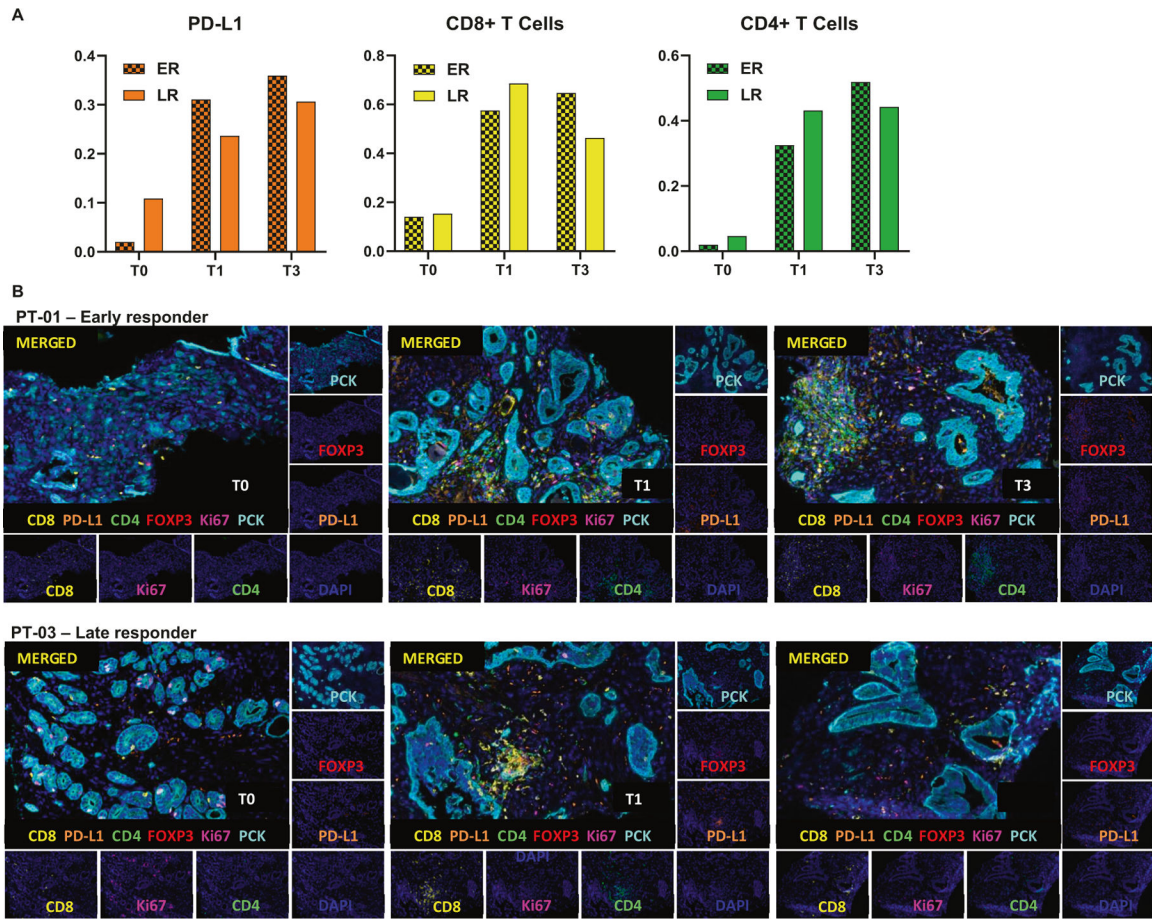 A
PD-L1
CD8+ T Cells
CD4+ T Cells
0.4
0.3
0.2
0.1
0.0
ER
LR
T0
T1
T3
0.8
0.6
0.4
0.2
0.0
ER
LR
T0
T1
T3
0.6
0.4
0.2
0.0
ER
LR
T0
T1
T3
B
PT-01 – Early responder
MERGED
T0
CD8 PD-L1 CD4 FOXP3 Ki67 PCK
PCK
FOXP3
PD-L1
CD8
Ki67
CD4
DAPI
MERGED
T1
CD8 PD-L1 CD4 FOXP3 Ki67 PCK
PCK
FOXP3
PD-L1
CD8
Ki67
CD4
DAPI
MERGED
T3
CD8 PD-L1 CD4 FOXP3 Ki67 PCK
PCK
FOXP3
PD-L1
CD8
Ki67
CD4
DAPI
PT-03 – Late responder
MERGED
T0
CD8 PD-L1 CD4 FOXP3 Ki67 PCK
PCK
FOXP3
PD-L1
CD8
Ki67
CD4
DAPI
MERGED
T1
CD8 PD-L1 CD4 FOXP3 Ki67 PCK
PCK
FOXP3
PD-L1
DAPI
CD8
Ki67
CD4
DAPI
MERGED
CD8 PD-L1 CD4 FOXP3 Ki67 PCK
PCK
FOXP3
PD-L1
CD8
Ki67
CD4
DAPI